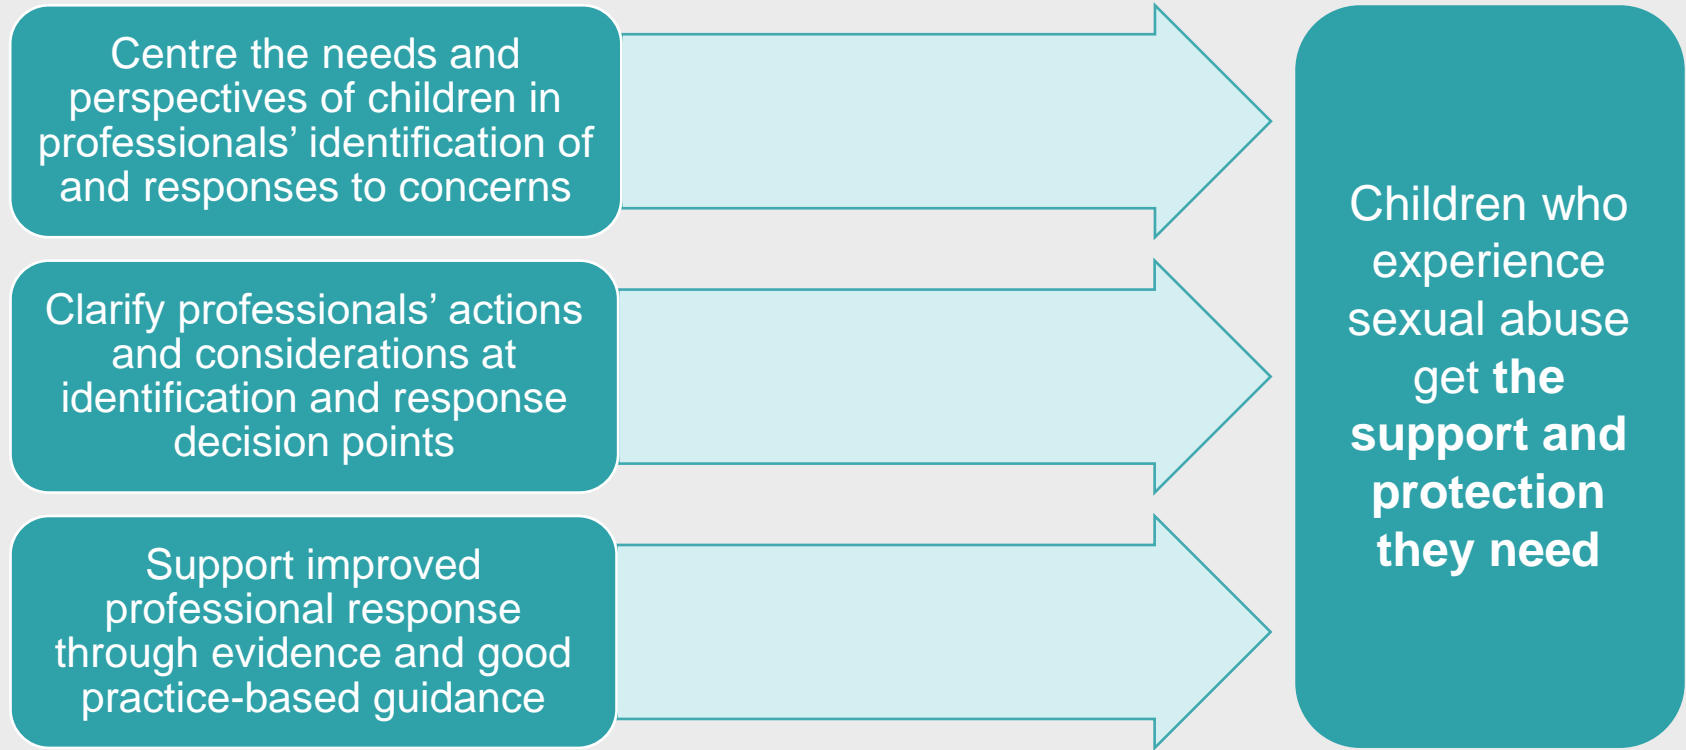 Centre the needs and
perspectives of children in
professionals’ identification of
and responses to concerns
Clarify professionals’ actions
and considerations at
identification and response
decision points
Support improved
professional response
through evidence and good
practice-based guidance
Children who
experience
sexual abuse
get the
support and
protection
they need